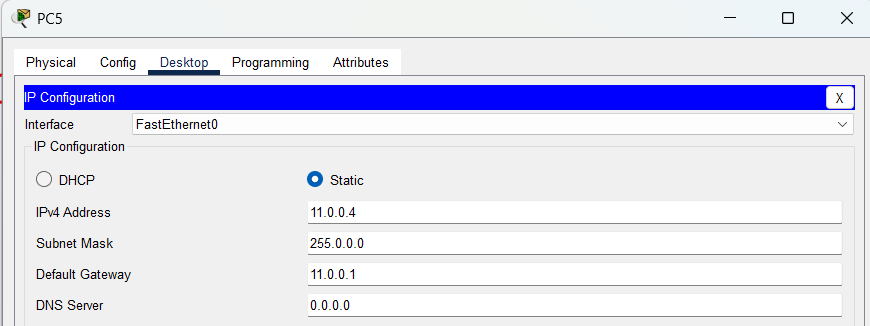 PC5
Physical Config Desktop Programming Attributes
IP Configuration X
Interface FastEthernet0
IP Configuration
DHCP Static
IPv4 Address 11.0.0.4
Subnet Mask 255.0.0.0
Default Gateway 11.0.0.1
DNS Server 0.0.0.0